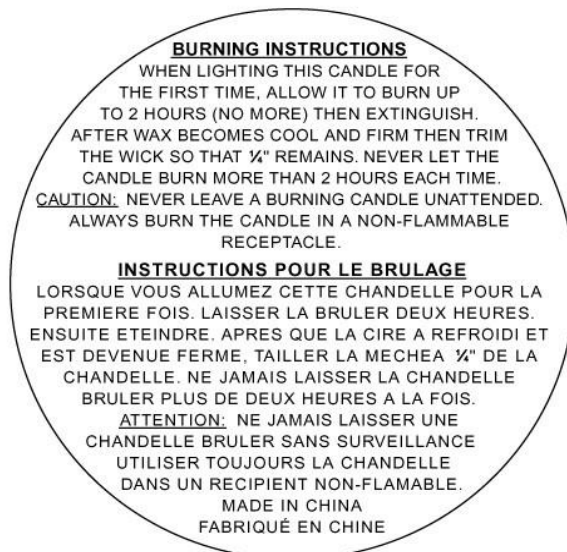 BURNING INSTRUCTIONS
WHEN LIGHTING THIS CANDLE FOR
THE FIRST TIME, ALLOW IT TO BURN UP
TO 2 HOURS (NO MORE) THEN EXTINGUISH.
AFTER WAX BECOMES COOL AND FIRM THEN TRIM
THE WICK SO THAT ¼" REMAINS. NEVER LET THE
CANDLE BURN MORE THAN 2 HOURS EACH TIME.
CAUTION: NEVER LEAVE A BURNING CANDLE UNATTENDED.
ALWAYS BURN THE CANDLE IN A NON-FLAMMABLE
RECEPTACLE.
INSTRUCTIONS POUR LE BRULAGE
LORSQUE VOUS ALLUMEZ CETTE CHANDELLE POUR LA
PREMIERE FOIS. LAISSER LA BRULER DEUX HEURES.
ENSUITE ETEINDRE. APRES QUE LA CIRE A REFROIDI ET
EST DEVENUE FERME, TAILLER LA MECHEA ¼" DE LA
CHANDELLE. NE JAMAIS LAISSER LA CHANDELLE
BRULER PLUS DE DEUX HEURES A LA FOIS.
ATTENTION: NE JAMAIS LAISSER UNE
CHANDELLE BRULER SANS SURVEILLANCE
UTILISER TOUJOURS LA CHANDELLE
DANS UN RECIPIENT NON-FLAMABLE.
MADE IN CHINA
FABRIQUÉ EN CHINE